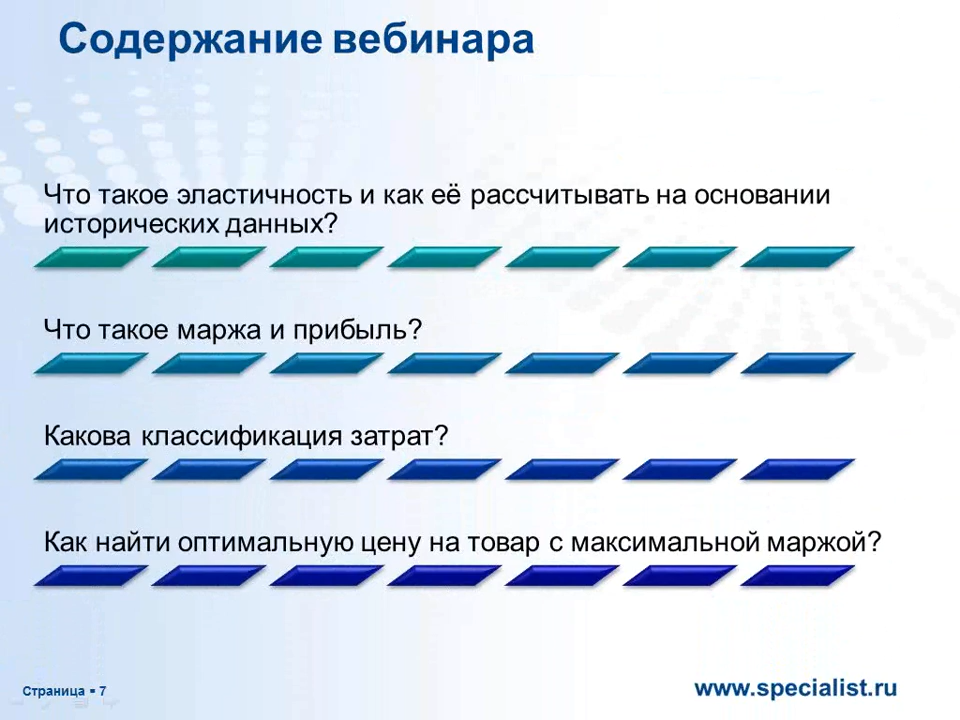 Содержание вебинара
Что такое эластичность и как её рассчитывать на основании
исторических данных?
Что такое маржа и прибыль?
Какова классификация затрат?
Как найти оптимальную цену на товар с максимальной маржой?
Страница ▪ 7
www.specialist.ru